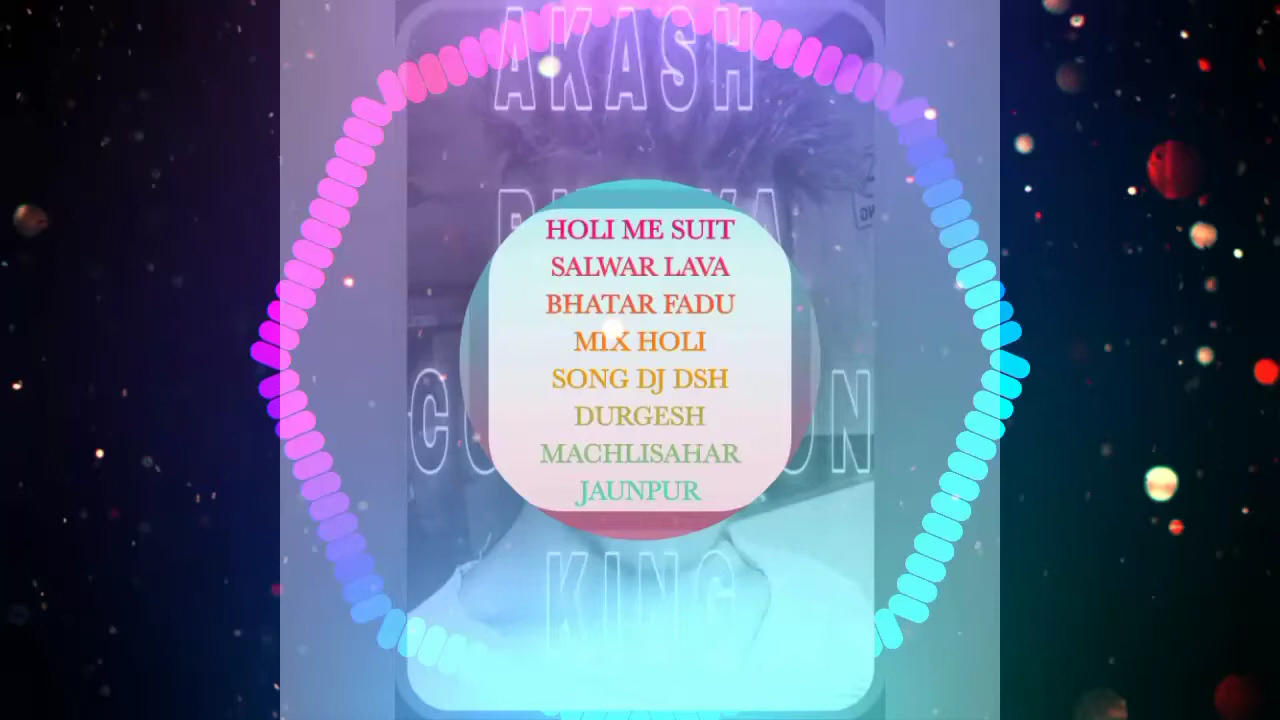 AKASH
HOLI ME SUIT
SALWAR LAVA
BHATAR FADU
MIX HOLI
SONG DJ DSH
DURGESH
MACHLISAHAR
JAUNPUR
KING